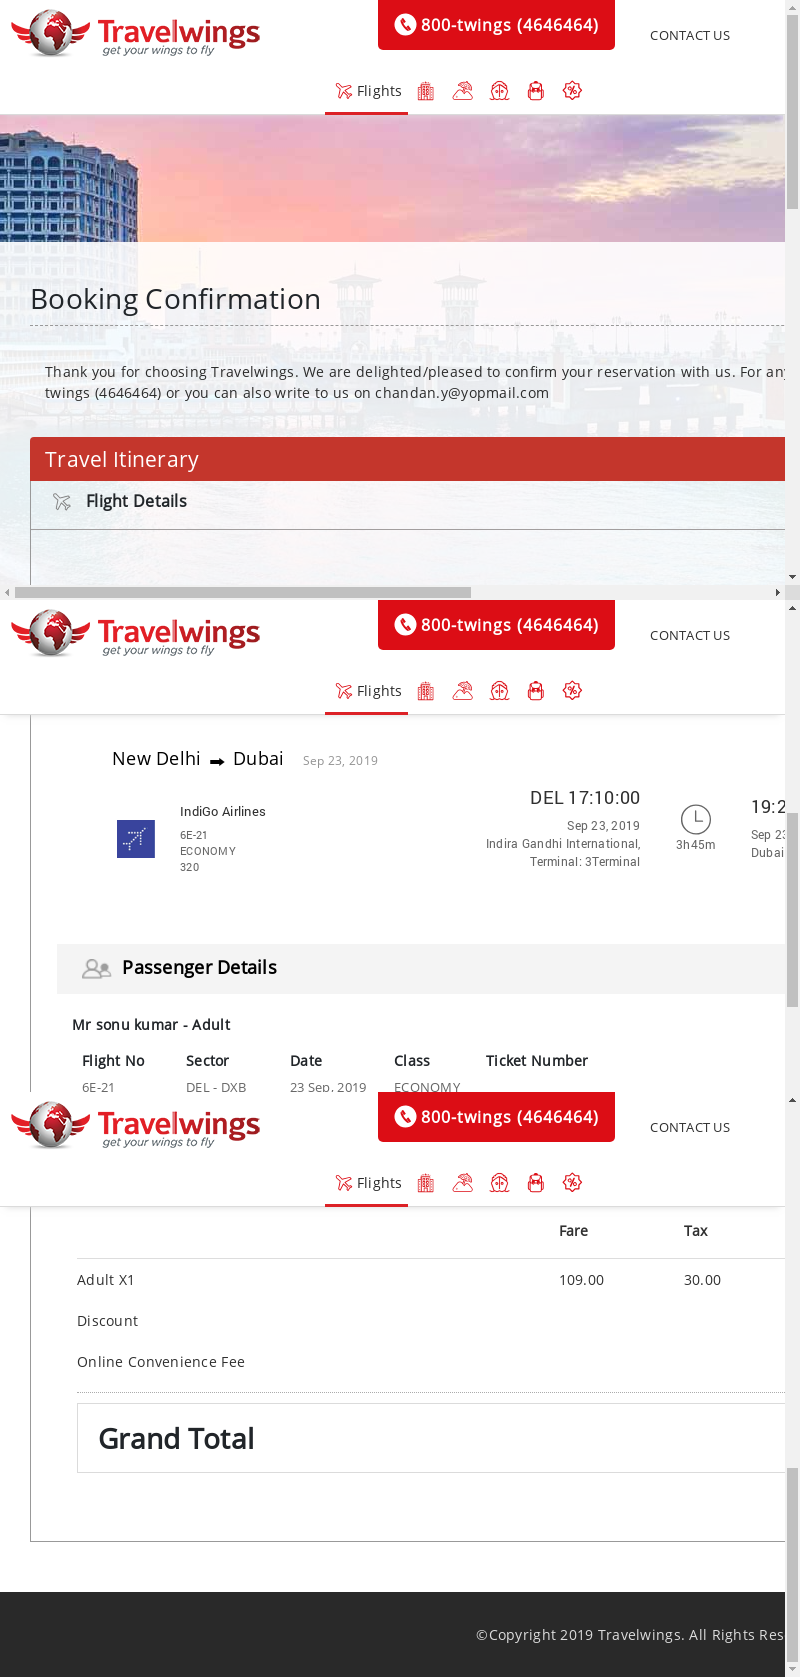 Travelwings
get your wings to fly
800-twings (4646464)
CONTACT US
Flights
Booking Confirmation
Thank you for choosing Travelwings. We are delighted/pleased to confirm your reservation with us. For any
twings (4646464) or you can also write to us on chandan.y@yopmail.com
Travel Itinerary
Flight Details
Travelwings
get your wings to fly
800-twings (4646464)
CONTACT US
Flights
New Delhi Dubai Sep 23, 2019
IndiGo Airlines
6E-21
ECONOMY
320
DEL 17:10:00
Sep 23, 2019
Indira Gandhi International,
Terminal: 3Terminal
3h45m
19:2
Sep 23
Dubai
Passenger Details
Mr sonu kumar - Adult
Flight No Sector Date Class Ticket Number
6E-21 DEL - DXB 23 Sep, 2019 ECONOMY
Travelwings
get your wings to fly
800-twings (4646464)
CONTACT US
Flights
Fare Tax
Adult X1 109.00 30.00
Discount
Online Convenience Fee
Grand Total
©Copyright 2019 Travelwings. All Rights Rese